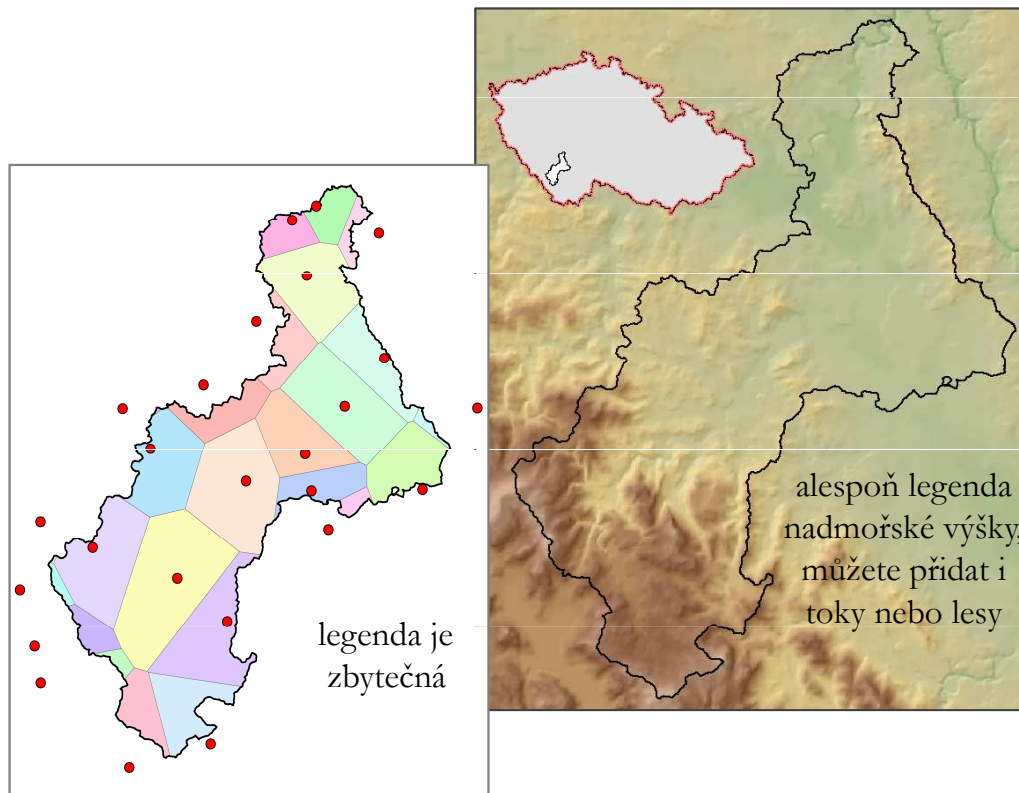 legenda je
zbytečná
alespoň legenda
nadmořské výšky,
můžete přidat i
toky nebo lesy